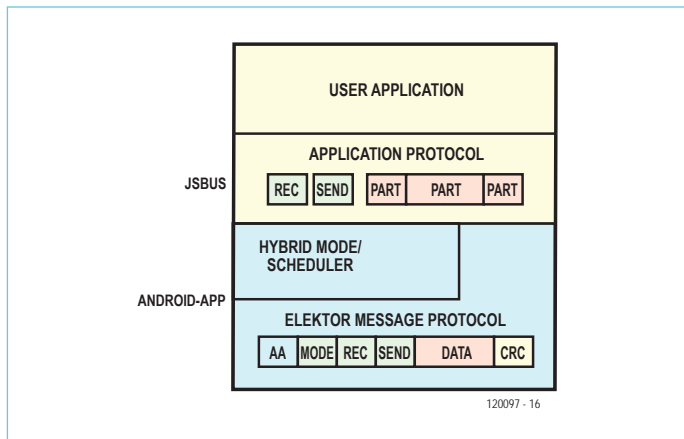 USER APPLICATION
APPLICATION PROTOCOL
JSBUS
REC SEND PART PART PART
HYBRID MODE/
SCHEDULER
ANDROID-APP
ELEKTOR MESSAGE PROTOCOL
AA MODE REC SEND DATA CRC
120097 - 16